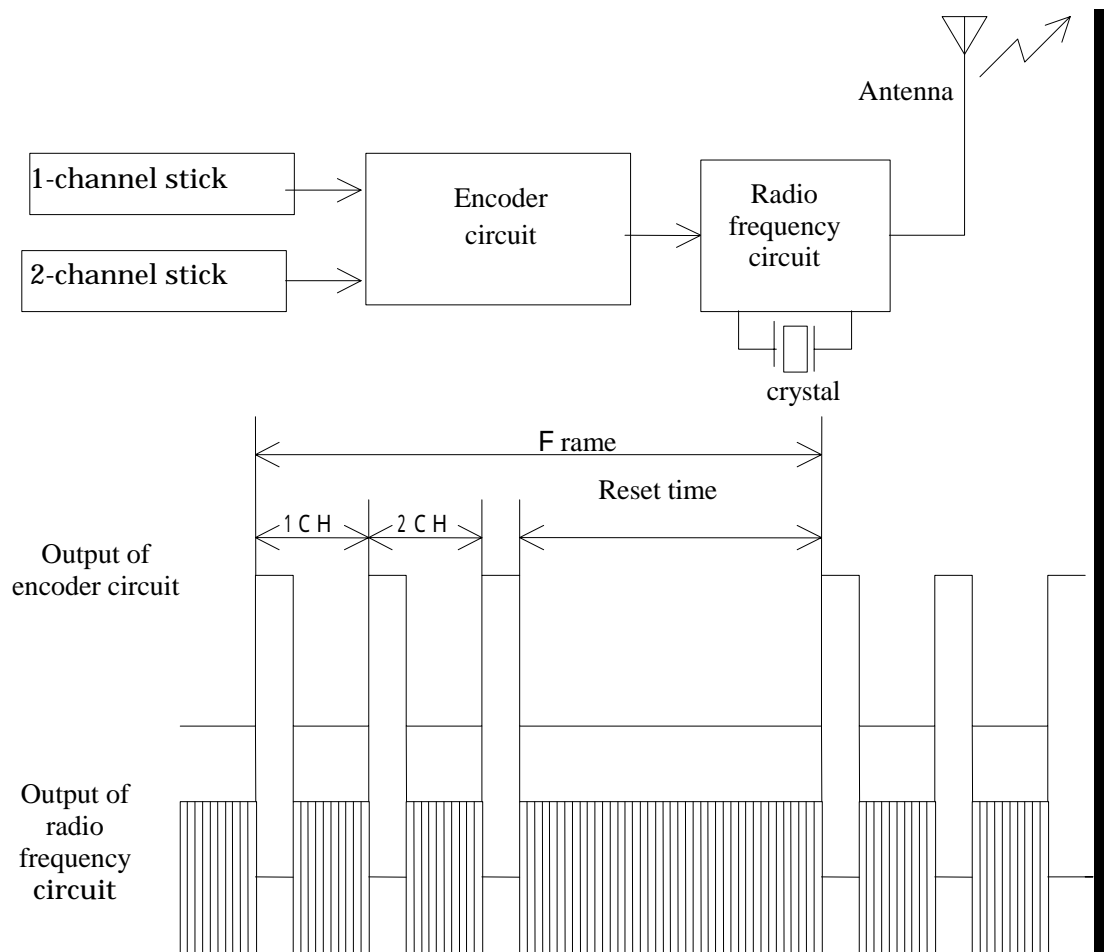 Antenna
1-channel stick
Encoder
circuit
Radio
frequency
circuit
2-channel stick
crystal
F rame
Reset time
1 C H
2 C H
Output of
encoder circuit
Output of
radio
frequency
circuit